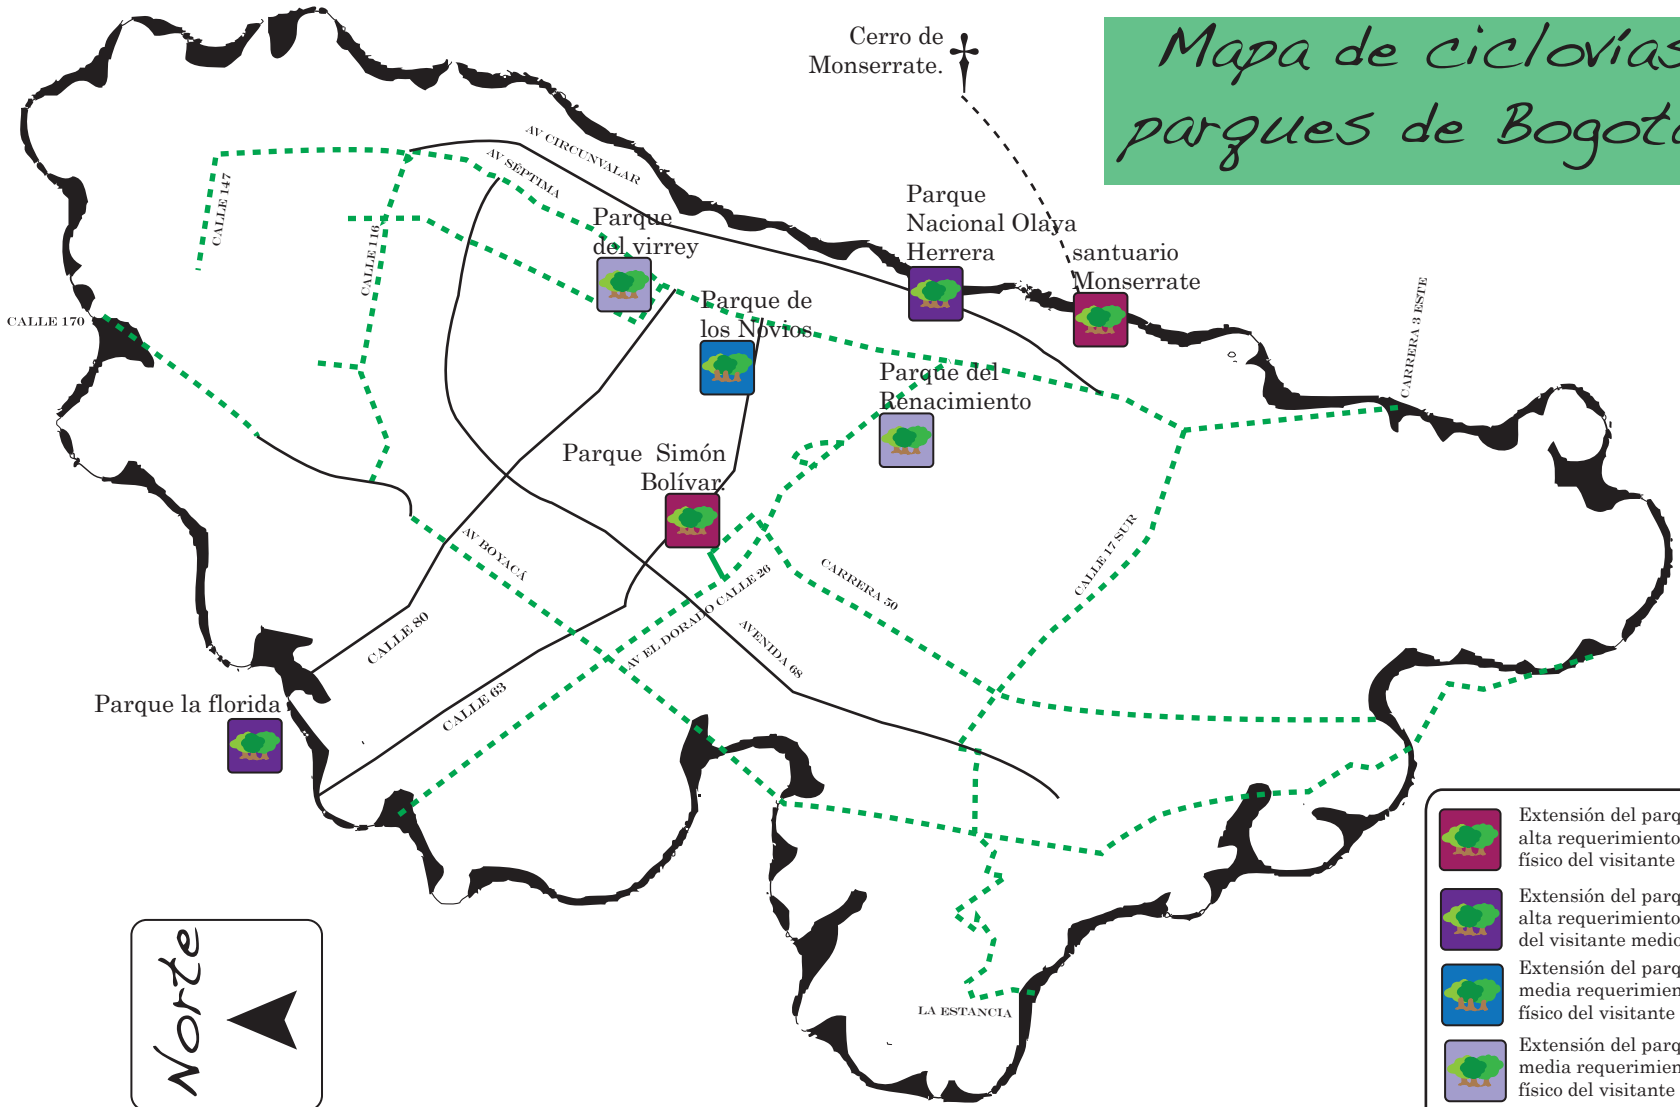 Mapa de ciclovías
parques de Bogot
Cerro de
Monserrate.
AV CIRCUNVALAR
AV SÉPTIMA
CALLE 147
CALLE 116
CALLE 170
Parque
del virrey
Parque
Nacional Olaya
Herrera
santuario
Monserrate
Parque de
los Novios
CARRERA 3 ESTE
Parque del
Renacimiento
Parque Simón
Bolívar.
AV BOYACÁ
CARRERA 50
CALLE 17 SUR
AV EL DORADO CALLE 26
AVENIDA 68
CALLE 80
CALLE 63
Parque la florida
LA ESTANCIA
Norte
Extensión del parq
alta requerimiento
físico del visitante
Extensión del parq
alta requerimiento
del visitante medio
Extensión del parq
media requerimien
físico del visitante
Extensión del parq
media requerimien
físico del visitante